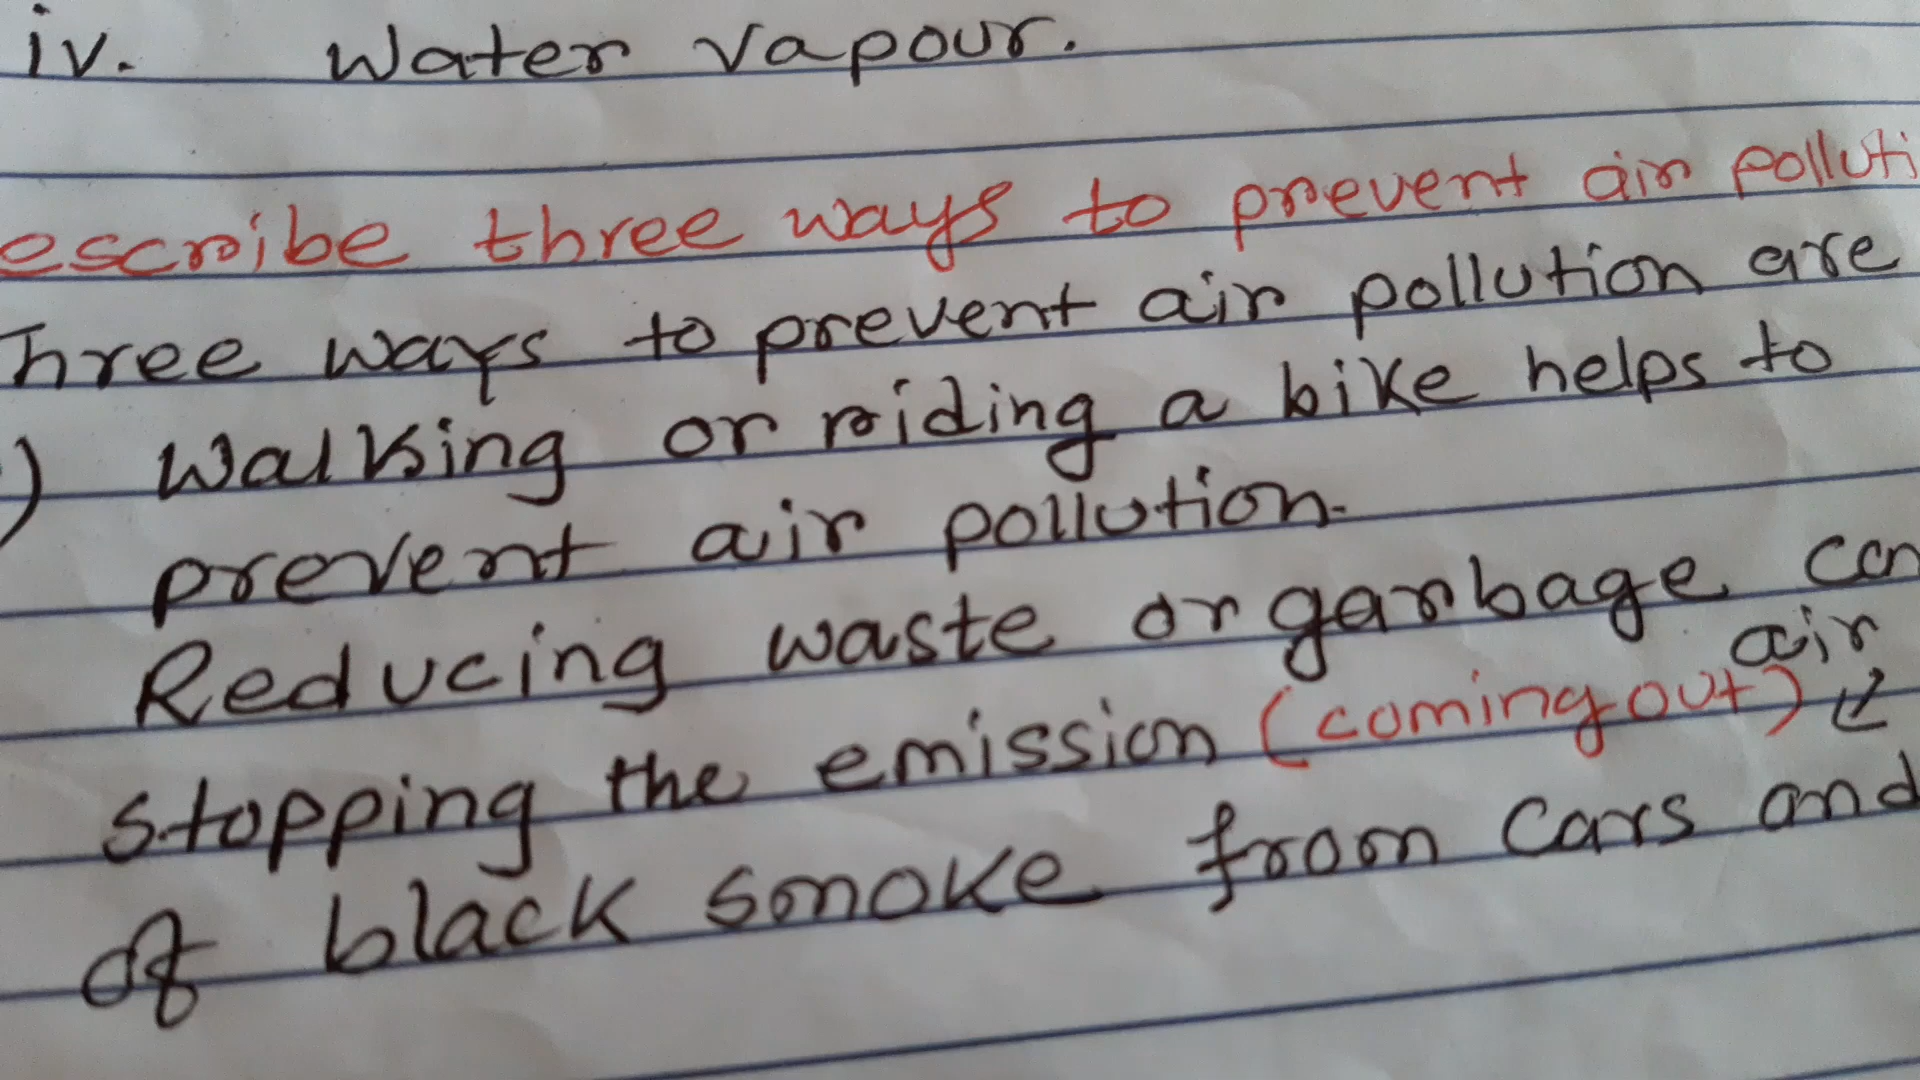 iv. Water vapour.
escribe three ways to prevent air polluti
Three ways to prevent air pollution are
) Walking or riding a bike helps to
prevent air pollution.
Reducing waste or garbage can
air
stopping the emission (coming out)
of black smoke from cars and